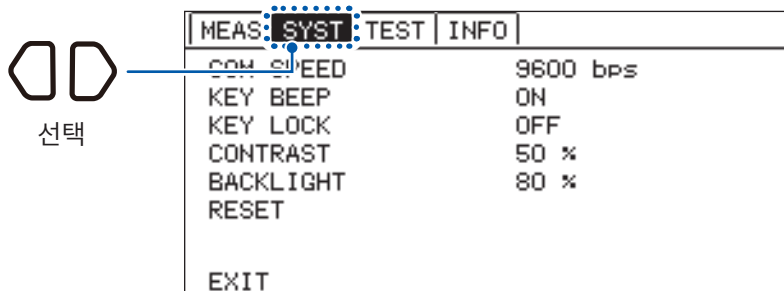 MEAS SYST TEST INFO
COM SPEED 9600 bps
KEY BEEP ON
KEY LOCK OFF
선택
CONTRAST 50 %
BACKLIGHT 80 %
RESET
EXIT